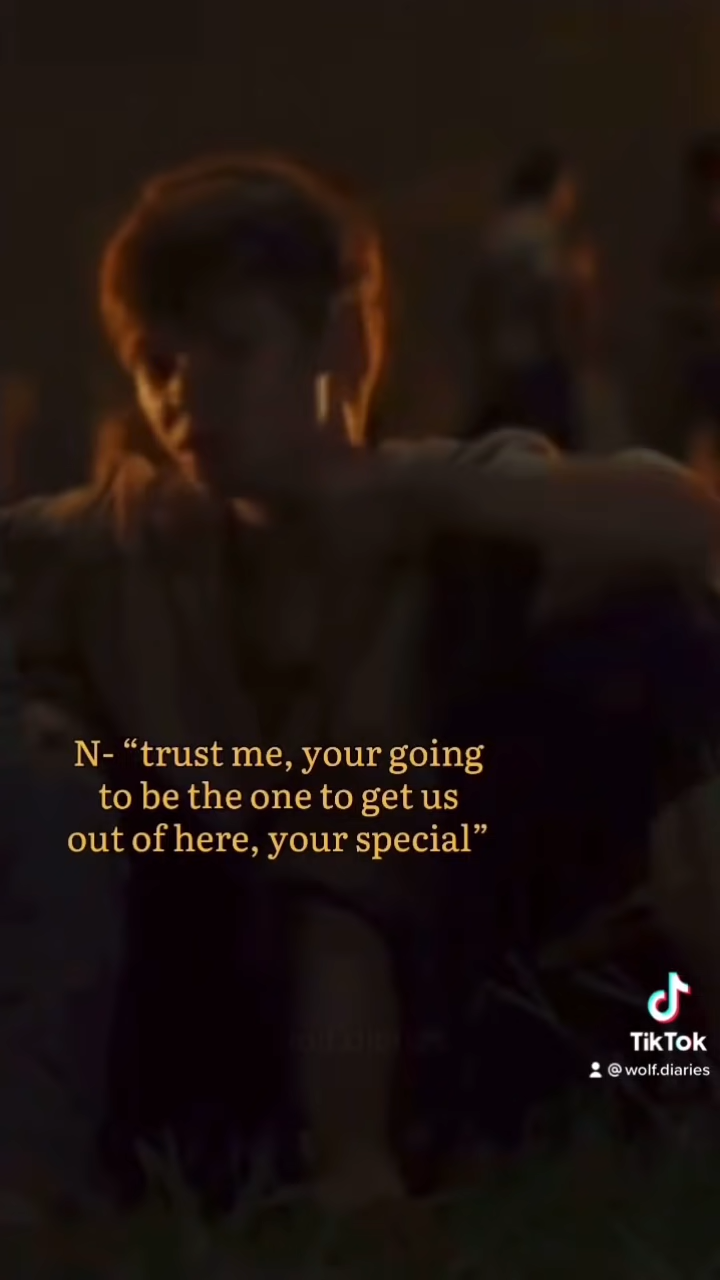 N- “trust me, your going
to be the one to get us
out of here, your special”
TikTok
@wolf.diaries